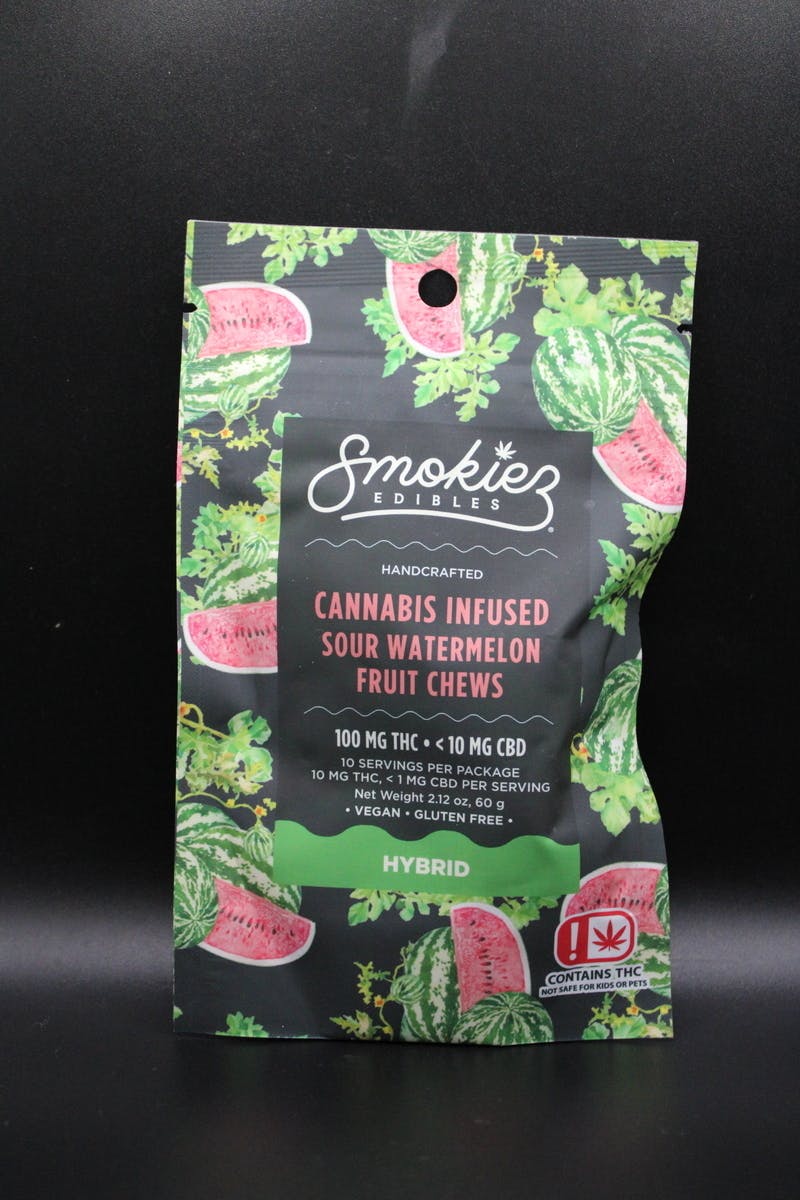 Smokiez
EDIBLES
HANDCRAFTED
CANNABIS INFUSED
SOUR WATERMELON
FRUIT CHEWS
100 MG THC • < 10 MG CBD
10 SERVINGS PER PACKAGE
10 MG THC, < 1 MG CBD PER SERVING
Net Weight 2.12 oz, 60 g
• VEGAN • GLUTEN FREE •
HYBRID
!
CONTAINS THC
NOT SAFE FOR KIDS OR PETS